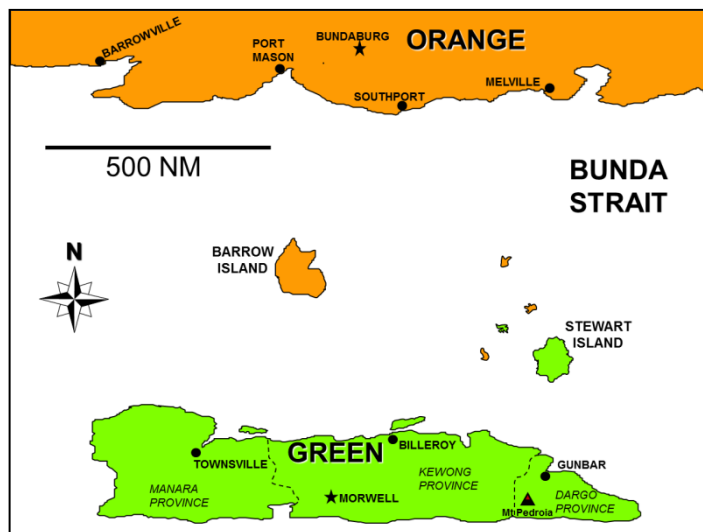 BARROWVILLE
PORT
MASON
BUNDABURG
ORANGE
SOUTHPORT
MELVILLE
500 NM
BUNDA
STRAIT
N
BARROW
ISLAND
STEWART
ISLAND
GREEN
BILLEROY
TOWNSVILLE
KEWONG
PROVINCE
GUNBAR
MANARA
PROVINCE
MORWELL
Mt Pedroia
DARGO
PROVINCE